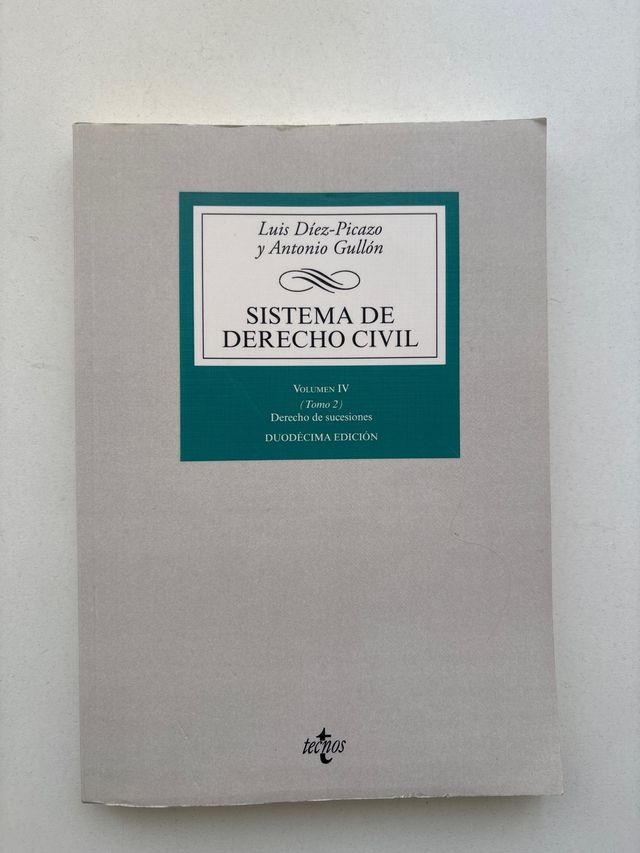 Luis Díez-Picazo
y Antonio Gullón
SISTEMA DE
DERECHO CIVIL
VOLUMEN IV
(Tomo 2)
Derecho de sucesiones
DUODÉCIMA EDICIÓN
tecnos